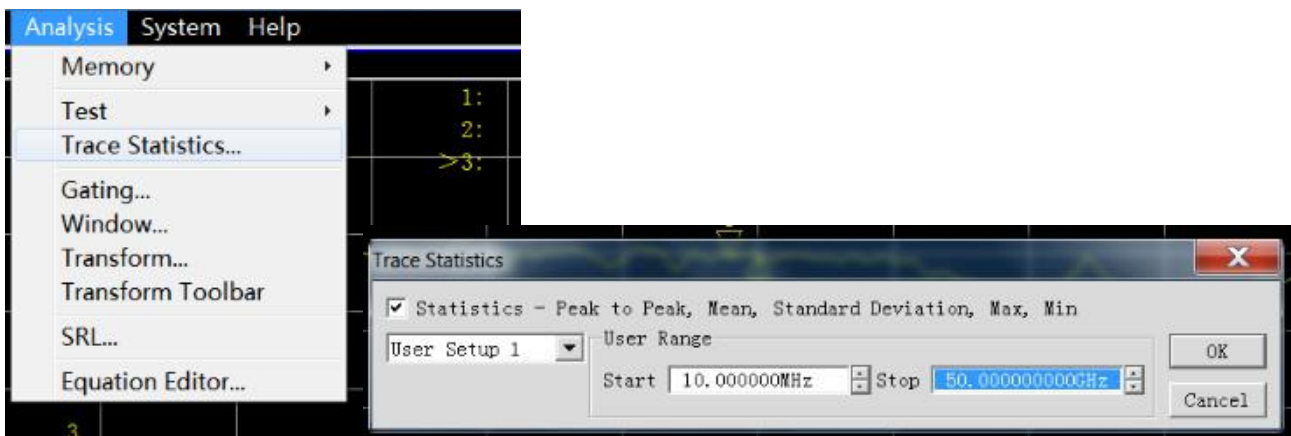 Analysis System Help
Memory
Test
Trace Statistics...
Gating...
Window...
Transform...
Transform Toolbar
SRL...
Equation Editor...
1:
2:
>3:
3
Trace Statistics
Statistics - Peak to Peak, Mean, Standard Deviation, Max, Min
User Setup 1
User Range
Start 10.000000MHz Stop 50.000000000GHz
OK
Cancel